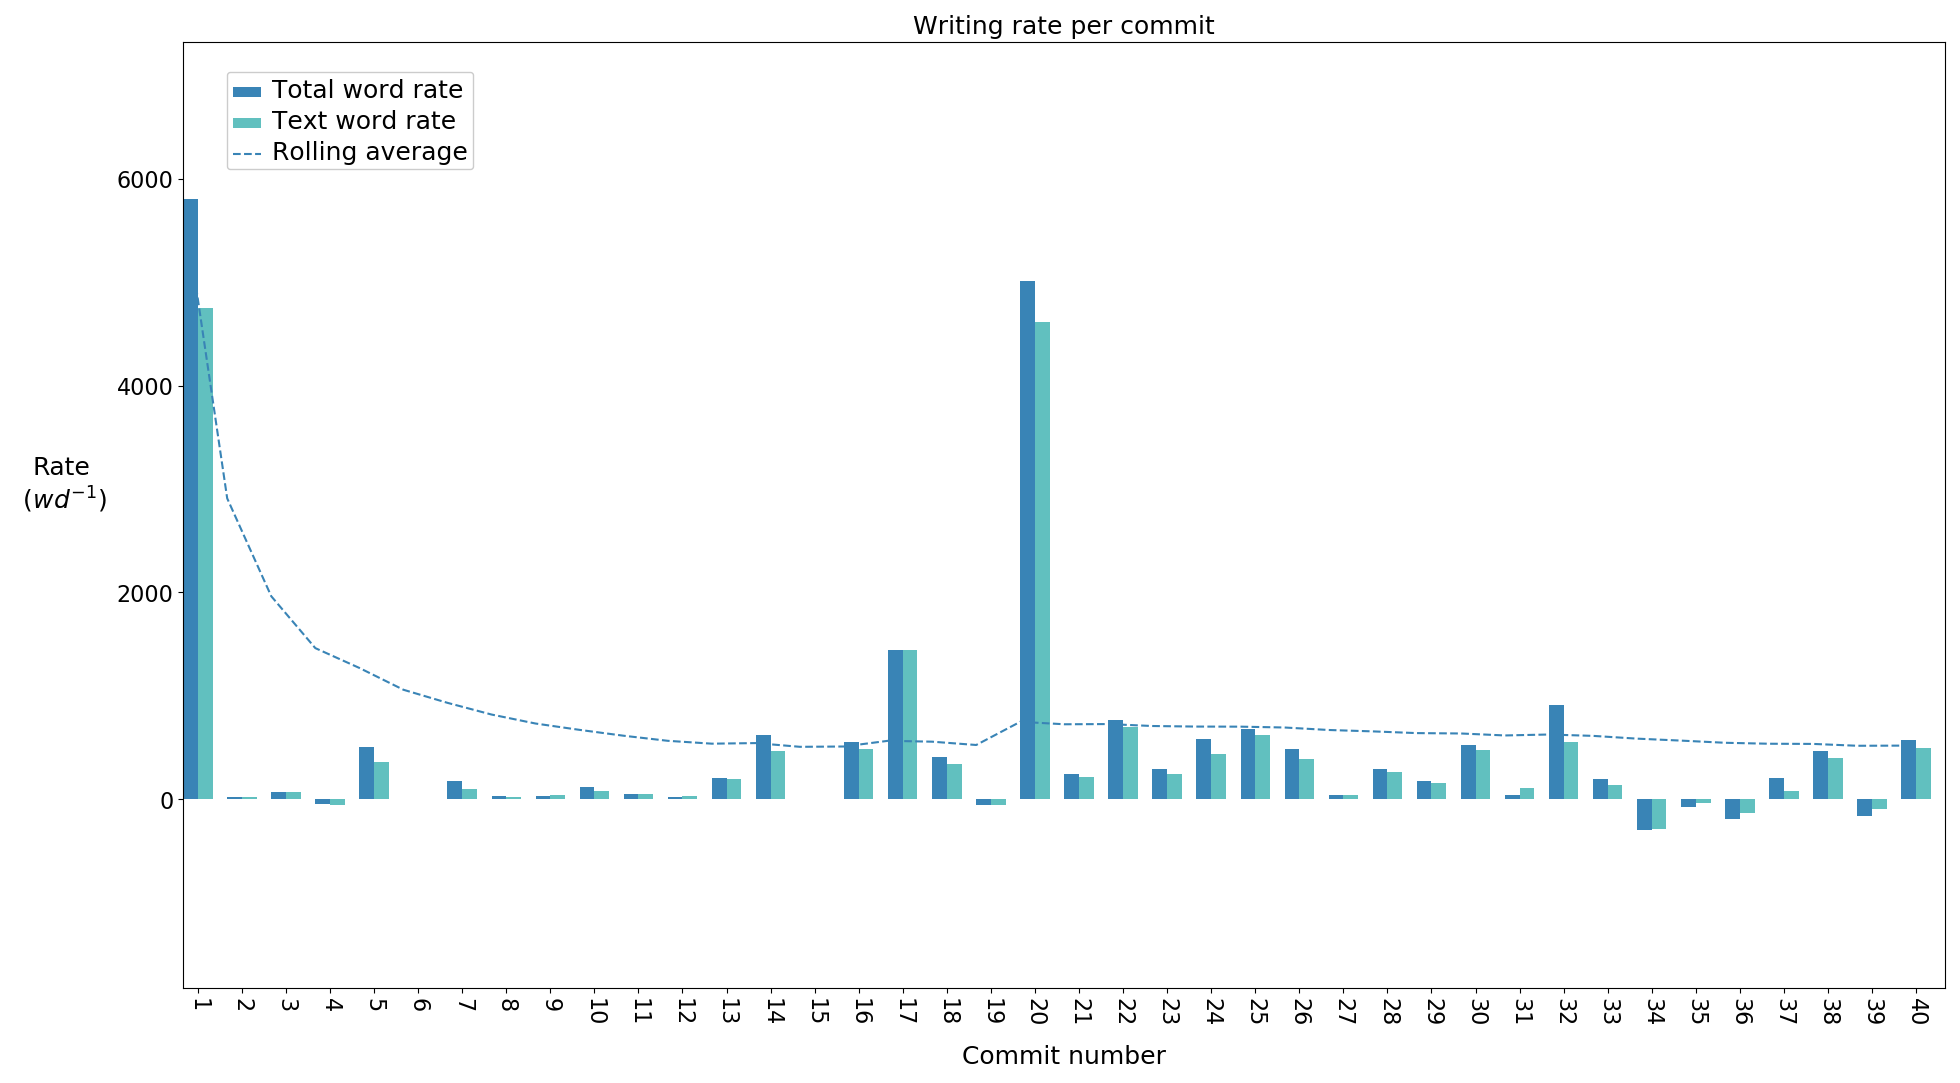 Writing rate per commit
Total word rate
Text word rate
Rolling average
6000
4000
2000
0
Rate
(wd⁻¹)
1 2 3 4 5 6 7 8 9 10 11 12 13 14 15 16 17 18 19 20 21 22 23 24 25 26 27 28 29 30 31 32 33 34 35 36 37 38 39 40
Commit number